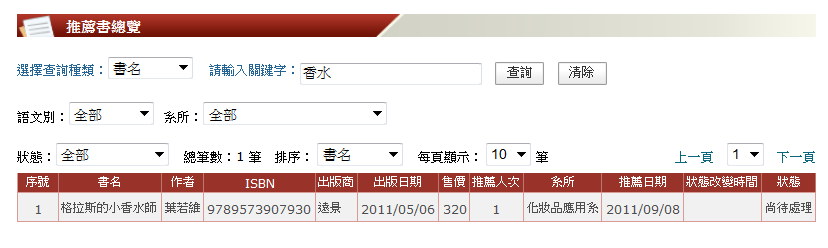 推薦書總覽
選擇查詢種類： 書名 請輸入關鍵字： 香水 查詢 清除
語文別： 全部 系所： 全部
狀態： 全部 總筆數：1 筆 排序： 書名 每頁顯示： 10 筆 上一頁 1 下一頁
序號 書名 作者 ISBN 出版商 出版日期 售價 推薦人次 系所 推薦日期 狀態改變時間 狀態
1 格拉斯的小香水師 葉若維 9789573907930 遠景 2011/05/06 320 1 化妝品應用系 2011/09/08 尚待處理